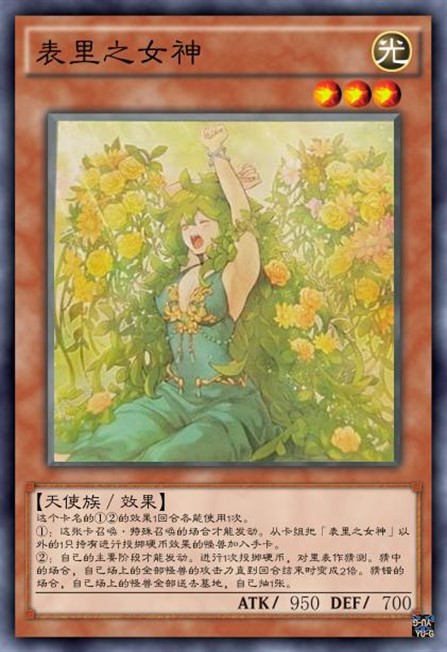 表里之女神
光
【天使族／效果】
这个卡名的①②的效果1回合各能使用1次。
①：这张卡召唤·特殊召唤的场合才能发动。从卡组把「表里之女神」以
外的1只持有进行投掷硬币效果的怪兽加入手卡。
②：自己的主要阶段才能发动。进行1次投掷硬币，对里表作猜测。猜中
的场合，自己场上的全部怪兽的攻击力直到回合结束时变成2倍。猜错的
场合，自己场上的怪兽全部送去墓地，自己抽1张。
ATK/ 950 DEF/ 700
YU-G